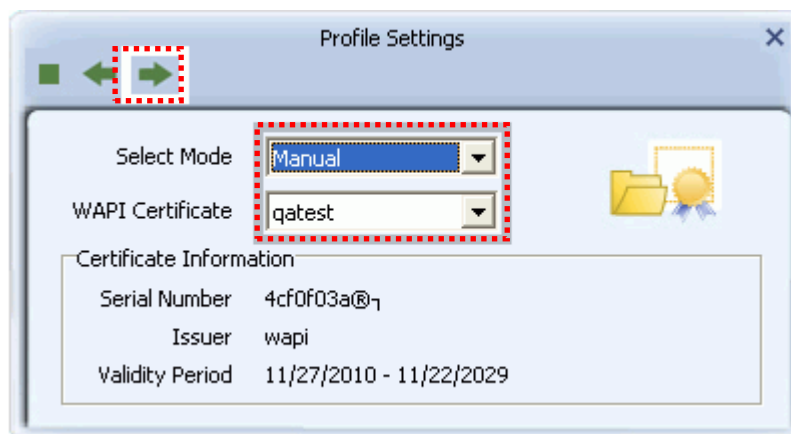 Profile Settings
Select Mode Manual
WAPI Certificate qatest
Certificate Information
Serial Number 4cf0f03a®┐
Issuer wapi
Validity Period 11/27/2010 - 11/22/2029